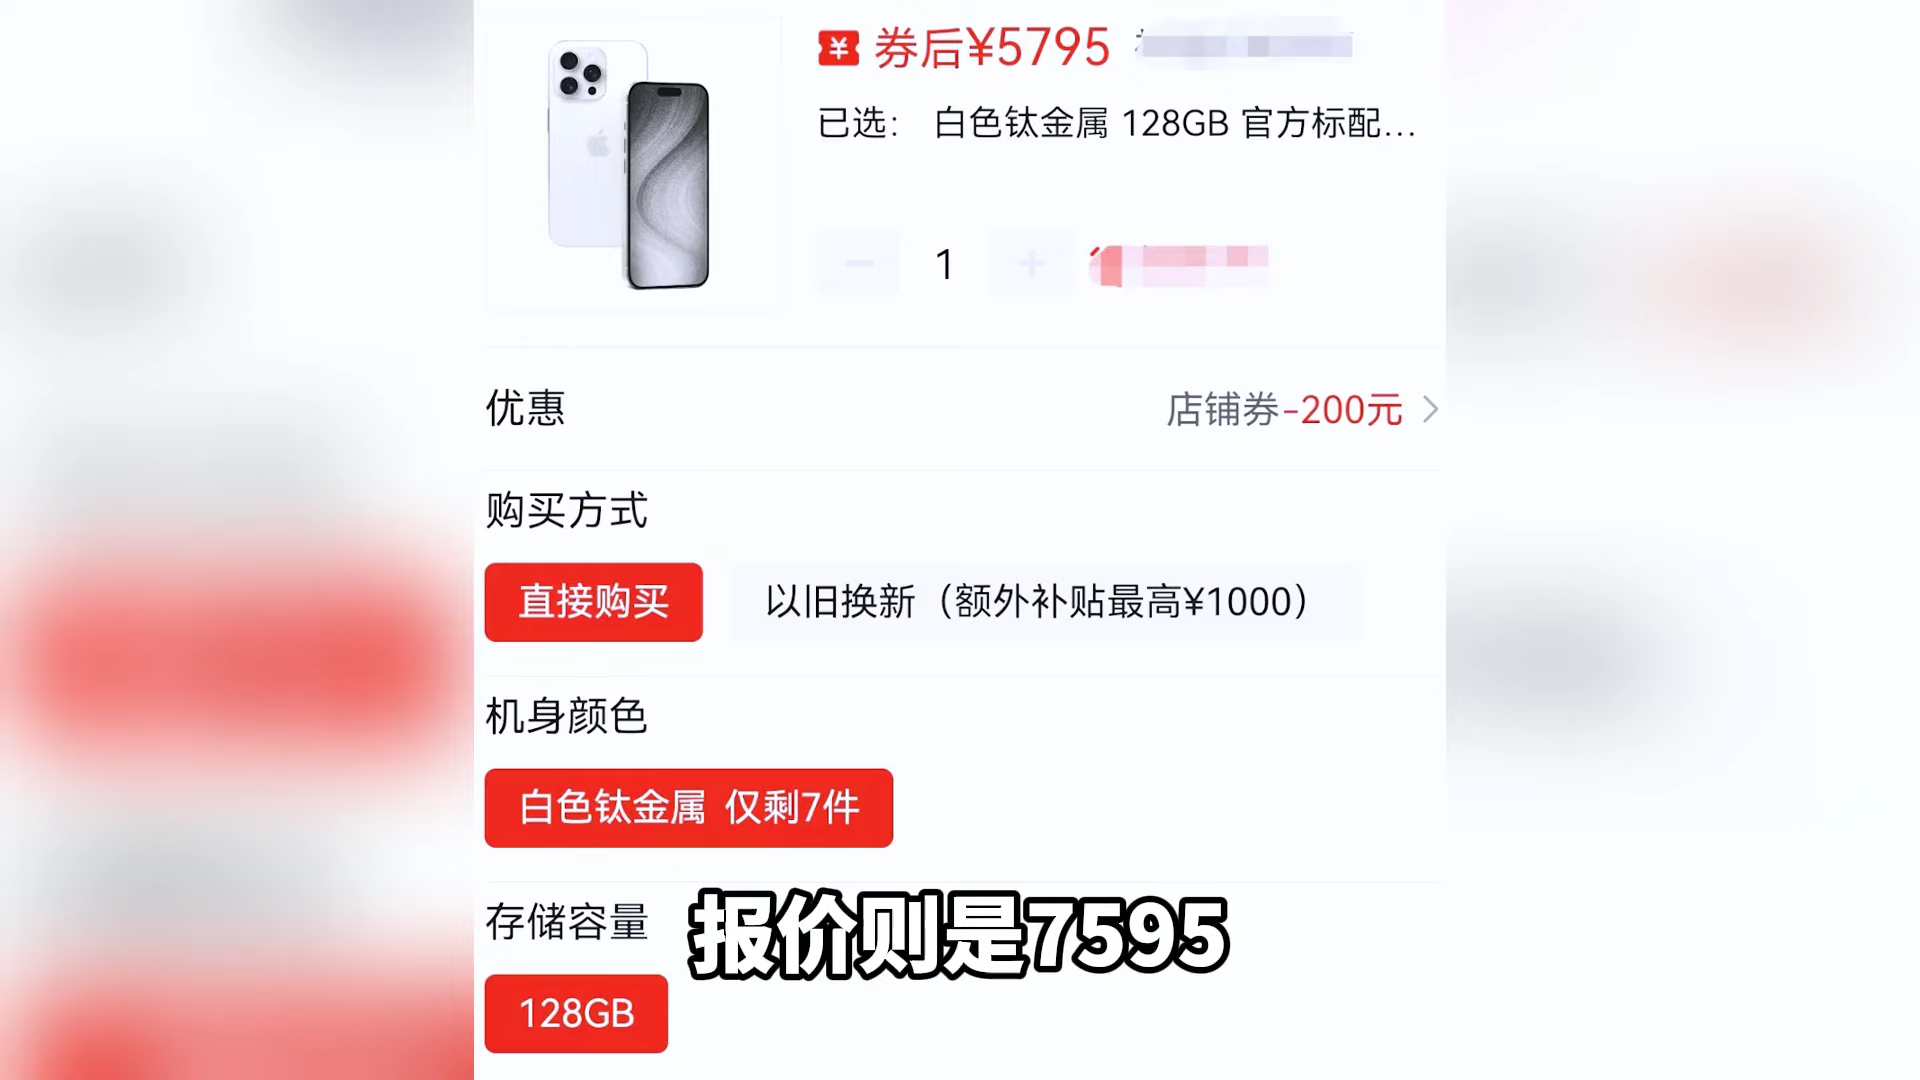 券后¥5795
已选： 白色钛金属 128GB 官方标配...
1
优惠
店铺券-200元
购买方式
直接购买
以旧换新（额外补贴最高¥1000）
机身颜色
白色钛金属 仅剩7件
存储容量
报价则是7595
128GB